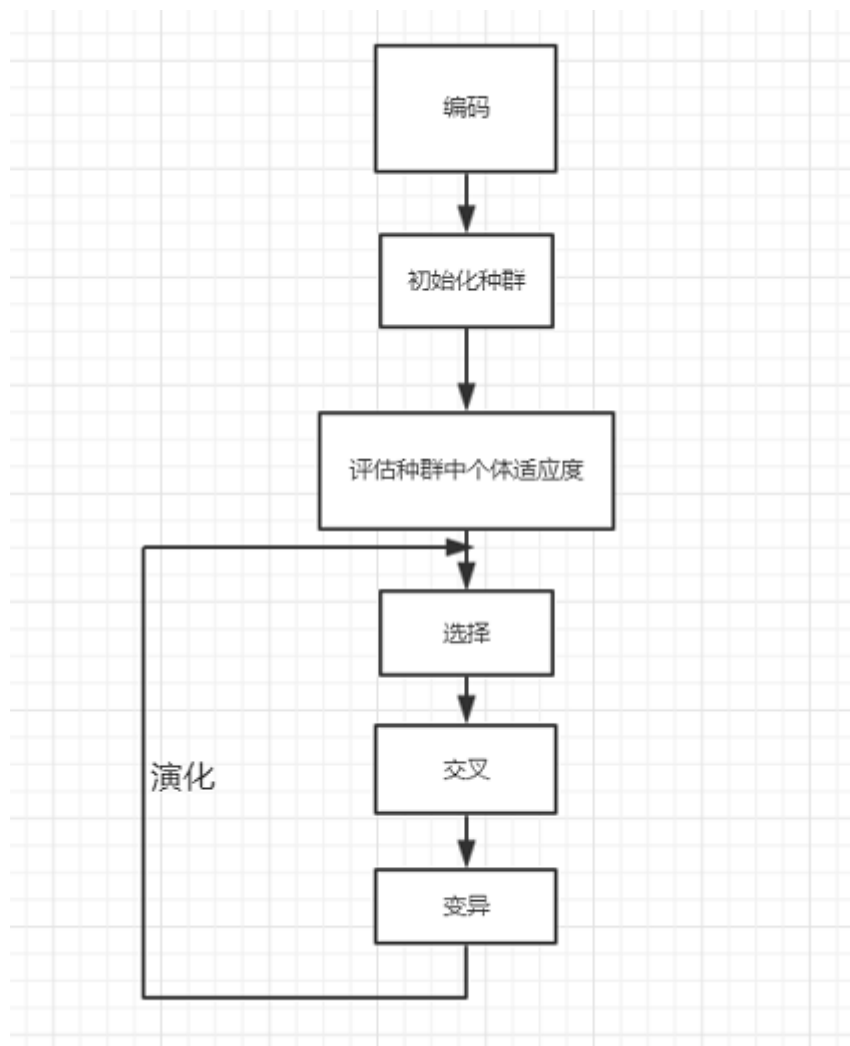 编码
初始化种群
评估种群中个体适应度
选择
交叉
演化
变异